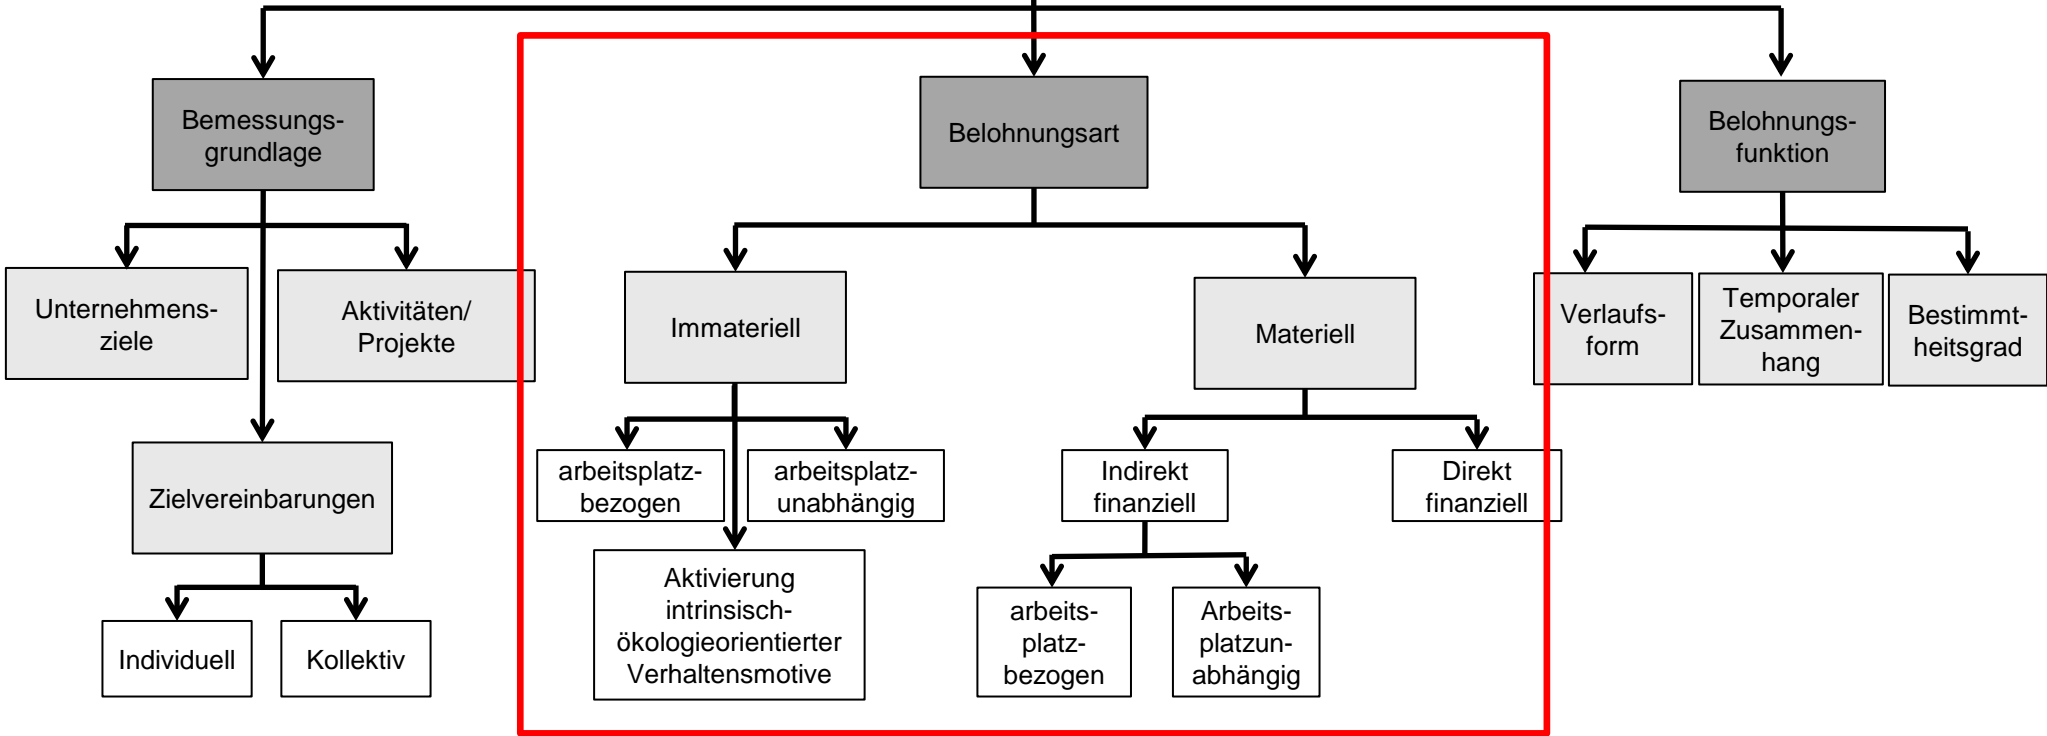 Bemessungs-
grundlage
Belohnungsart
Belohnungs-
funktion
Unternehmens-
ziele
Aktivitäten/
Projekte
Immateriell
Materiell
Verlaufs-
form
Temporaler
Zusammen-
hang
Bestimmt-
heitsgrad
Zielvereinbarungen
arbeitsplatz-
bezogen
arbeitsplatz-
unabhängig
Indirekt
finanziell
Direkt
finanziell
Individuell
Kollektiv
Aktivierung
intrinsisch-
ökologieorientierter
Verhaltensmotive
arbeits-
platz-
bezogen
Arbeits-
platzun-
abhängig